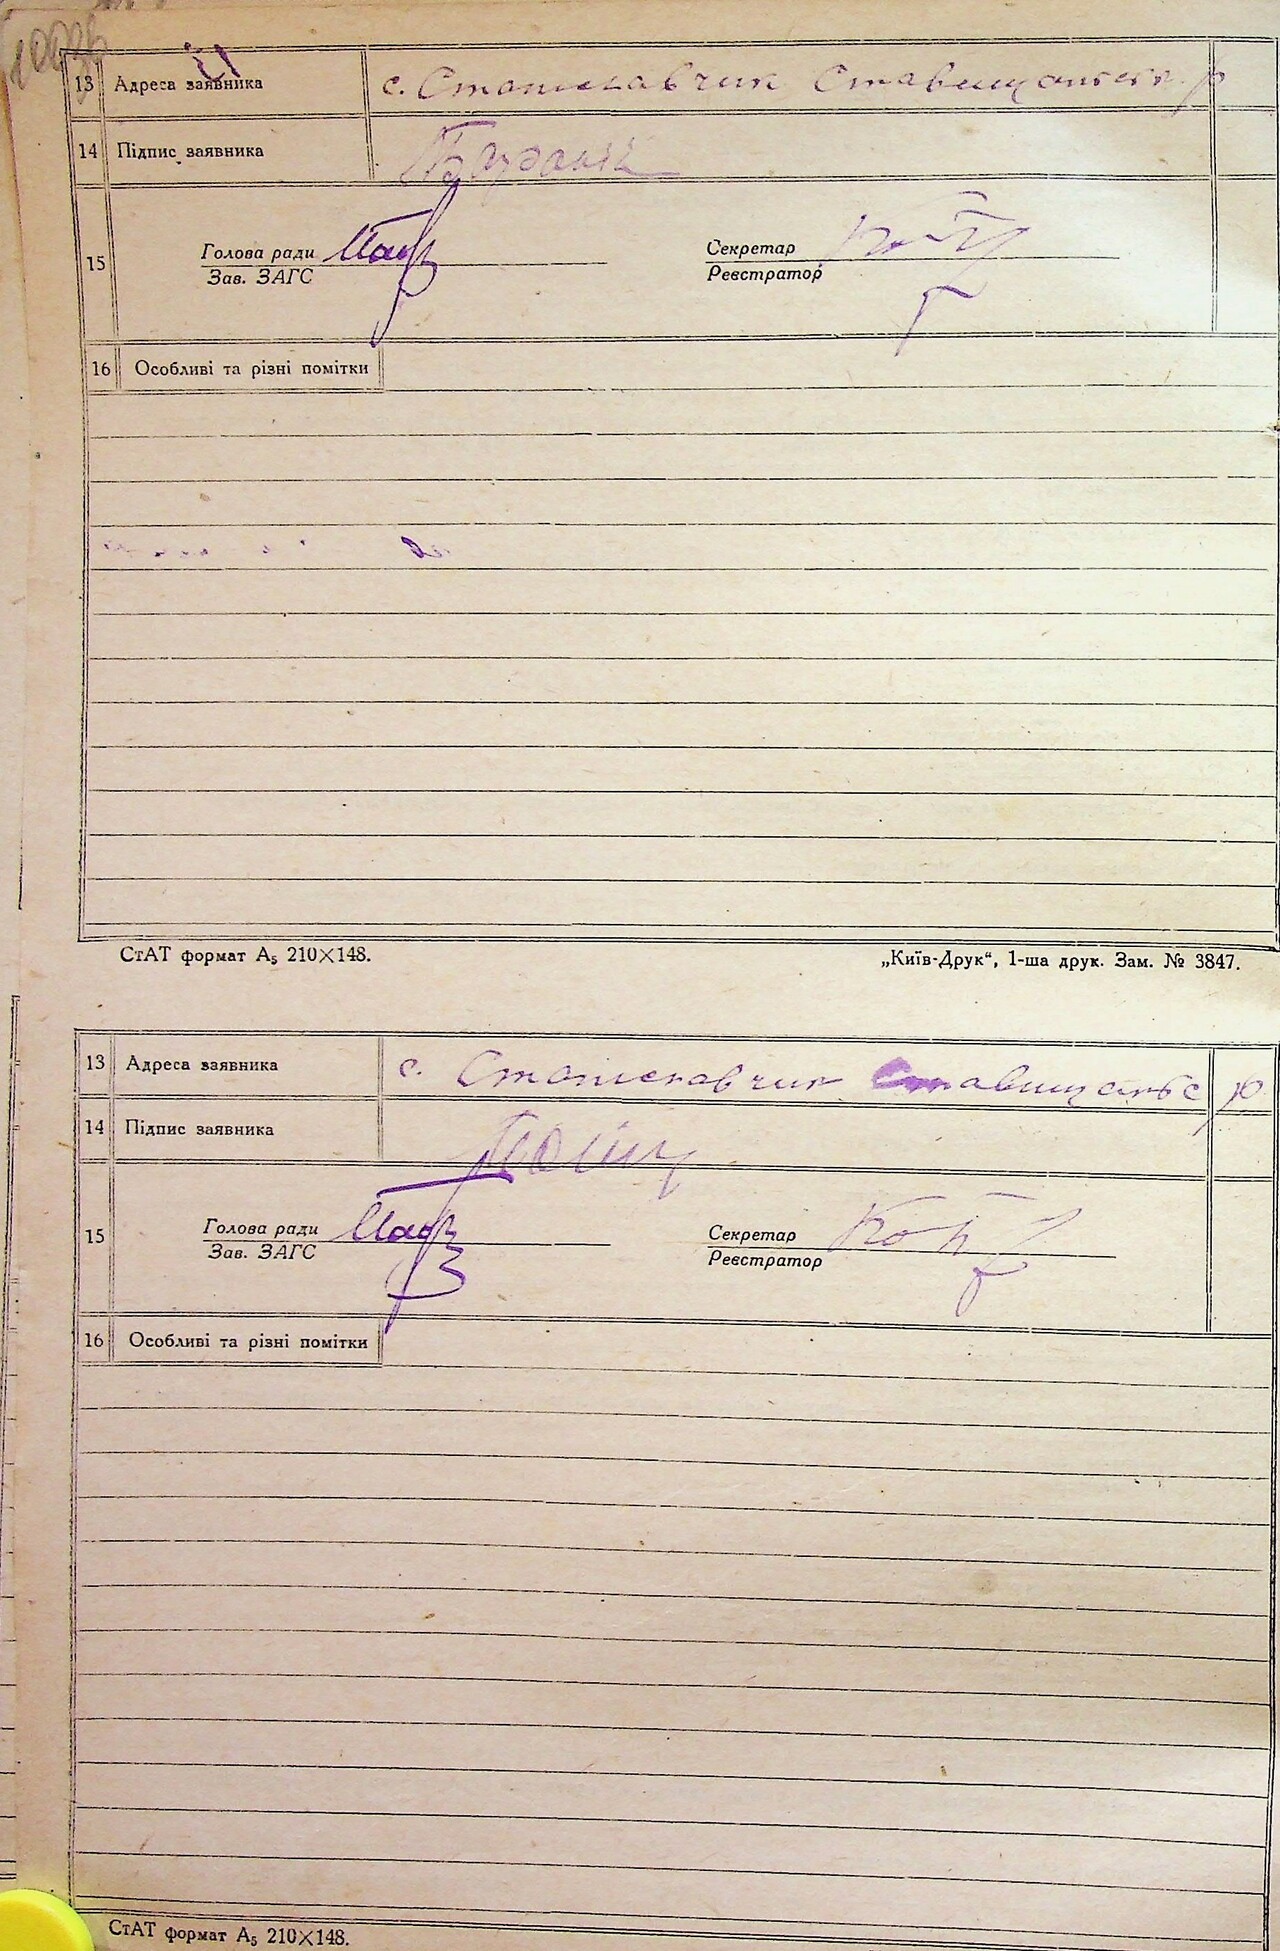 13 Адреса заявника с. Станиславчик Ставищанськ. р
14 Підпис заявника
15 Голова ради Секретар
Зав. ЗАГС Реєстратор
16 Особливі та різні помітки
СтАТ формат А₅ 210×148. „Київ-Друк“, 1-ша друк. Зам. № 3847.
13 Адреса заявника с. Станиславчик Ставищанськ р
14 Підпис заявника
15 Голова ради Секретар
Зав. ЗАГС Реєстратор
16 Особливі та різні помітки
СтАТ формат А₅ 210×148.